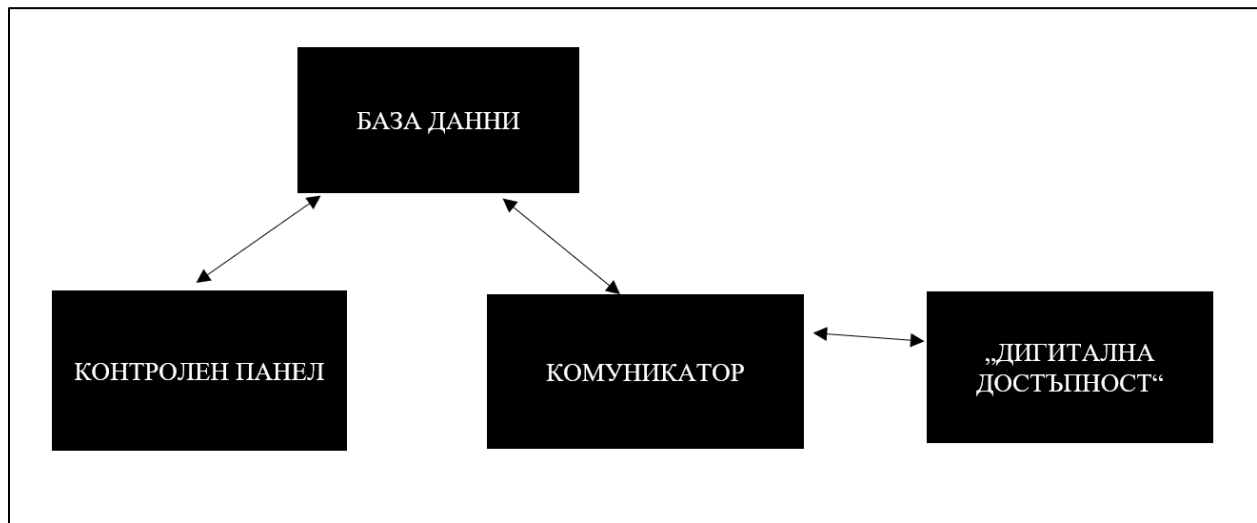 БАЗА ДАННИ
КОНТРОЛЕН ПАНЕЛ
КОМУНИКАТОР
„ДИГИТАЛНА
ДОСТЪПНОСТ“